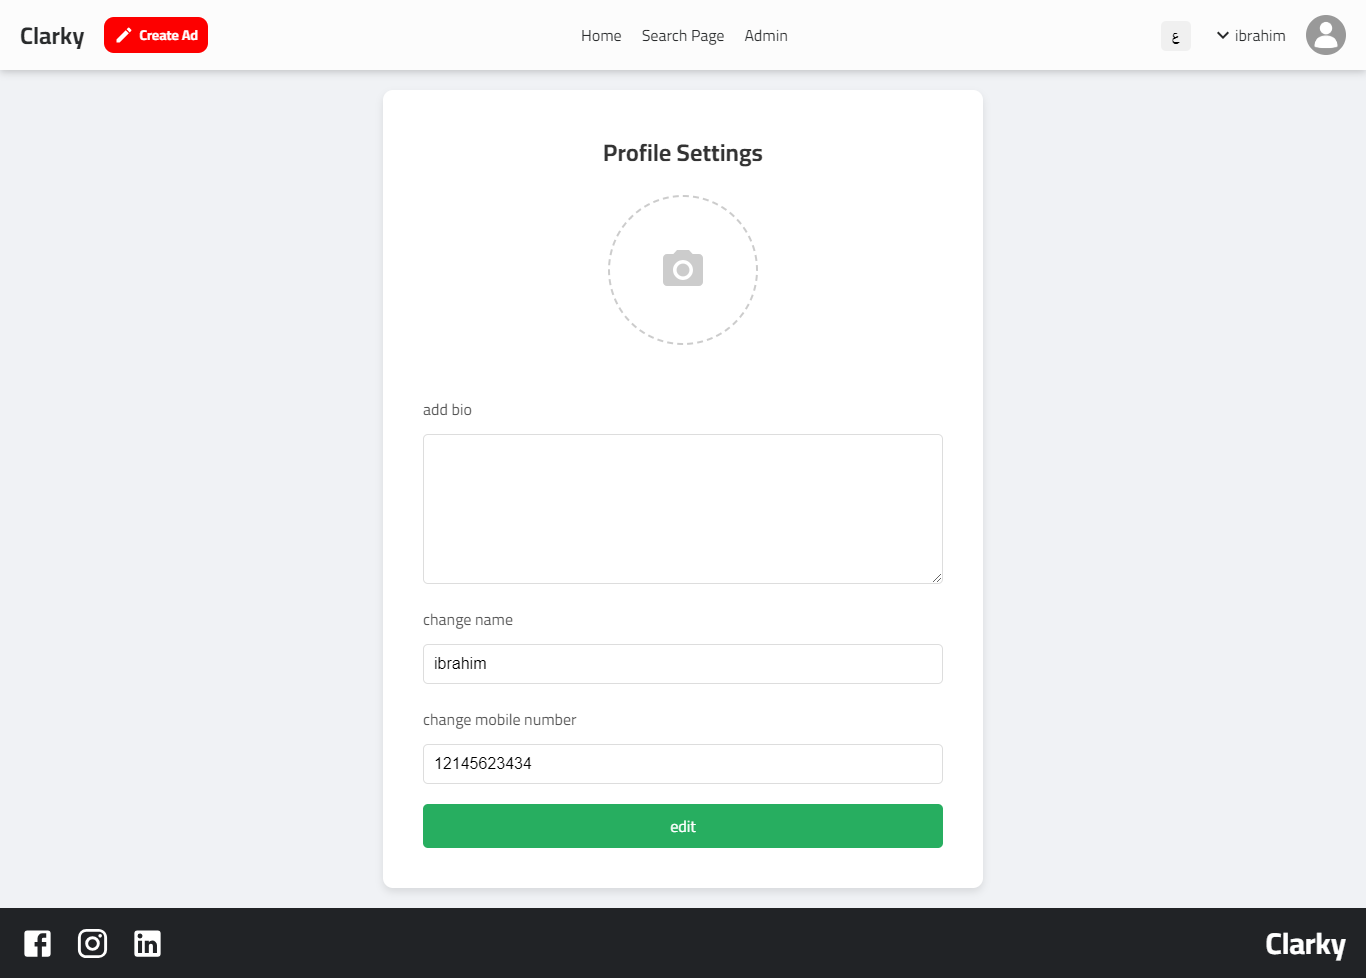 Clarky
Create Ad
Home
Search Page
Admin
ع
ibrahim
Profile Settings
add bio
change name
ibrahim
change mobile number
12145623434
edit
Clarky